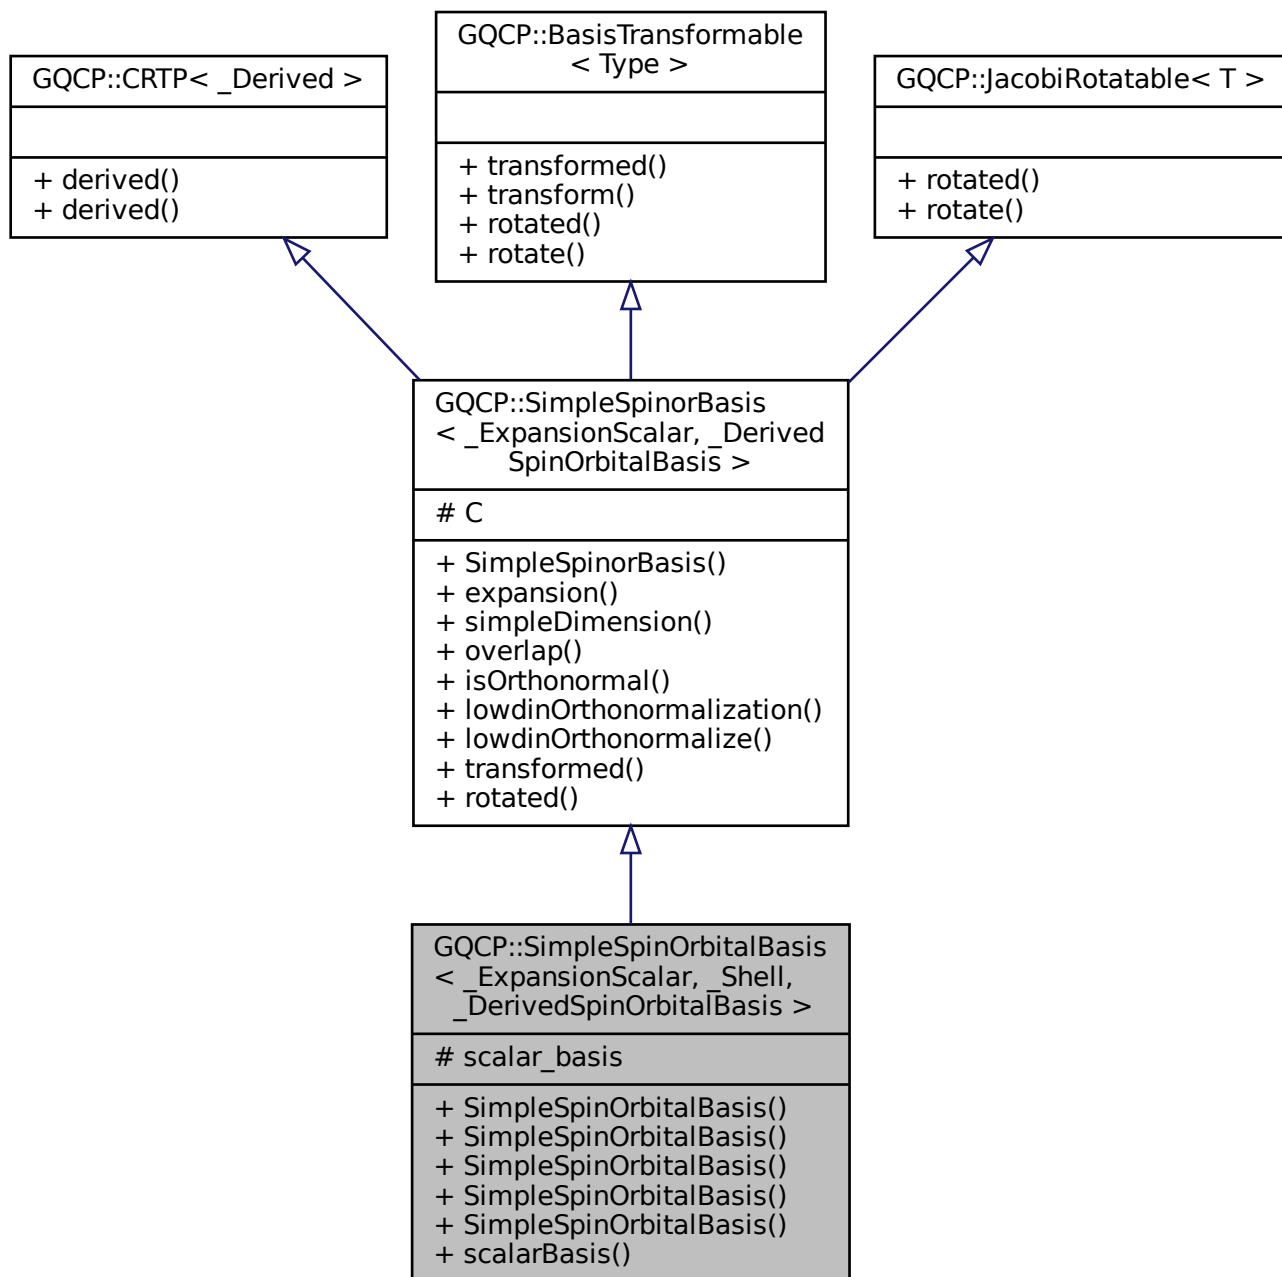 GQCP::CRTP< _Derived >
+ derived()
+ derived()
GQCP::BasisTransformable
< Type >
+ transformed()
+ transform()
+ rotated()
+ rotate()
GQCP::JacobiRotatable< T >
+ rotated()
+ rotate()
GQCP::SimpleSpinorBasis
< _ExpansionScalar, _Derived
SpinOrbitalBasis >
# C
+ SimpleSpinorBasis()
+ expansion()
+ simpleDimension()
+ overlap()
+ isOrthonormal()
+ lowdinOrthonormalization()
+ lowdinOrthonormalize()
+ transformed()
+ rotated()
GQCP::SimpleSpinOrbitalBasis
< _ExpansionScalar, _Shell,
_DerivedSpinOrbitalBasis >
# scalar_basis
+ SimpleSpinOrbitalBasis()
+ SimpleSpinOrbitalBasis()
+ SimpleSpinOrbitalBasis()
+ SimpleSpinOrbitalBasis()
+ SimpleSpinOrbitalBasis()
+ scalarBasis()